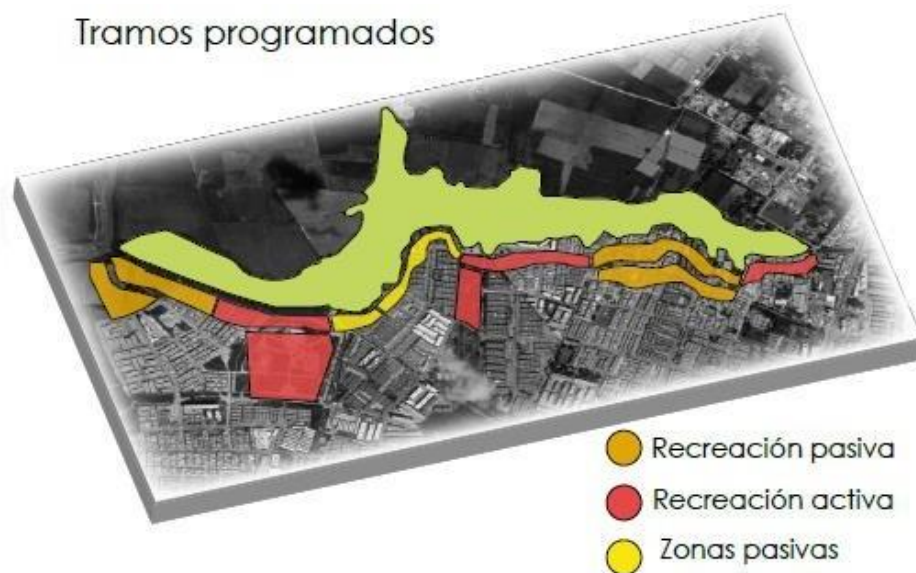 Tramos programados
Recreación pasiva
Recreación activa
Zonas pasivas